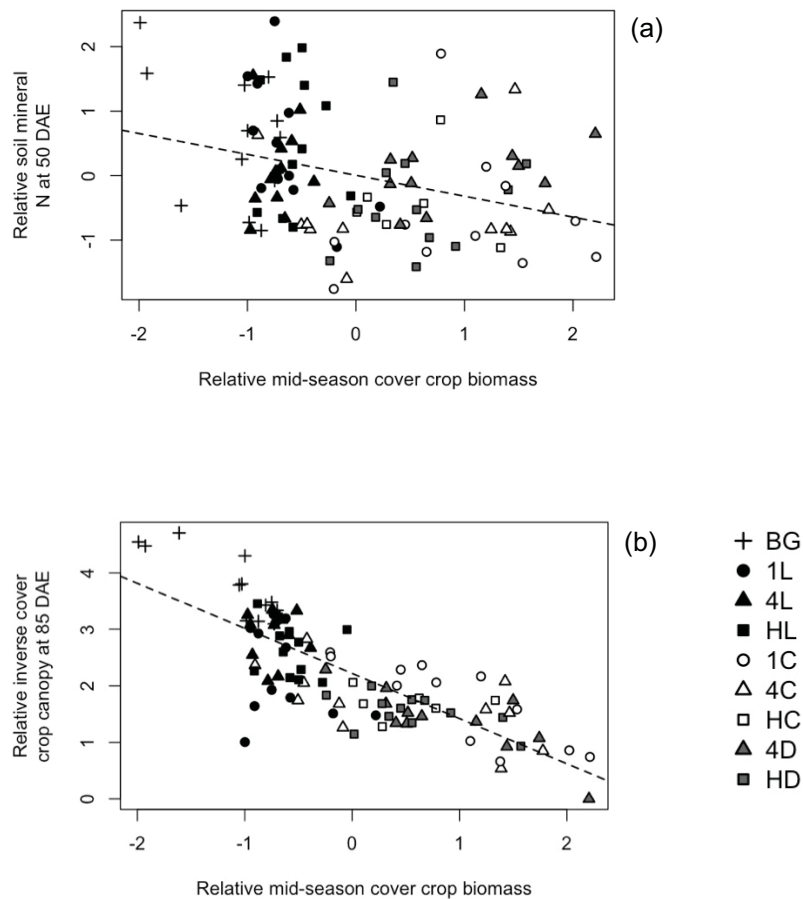 (a)
Relative soil mineral
N at 50 DAE
2
1
0
-1
-2
-1
0
1
2
Relative mid-season cover crop biomass
(b)
Relative inverse cover
crop canopy at 85 DAE
4
3
2
1
0
-2
-1
0
1
2
Relative mid-season cover crop biomass
BG
1L
4L
HL
1C
4C
HC
4D
HD